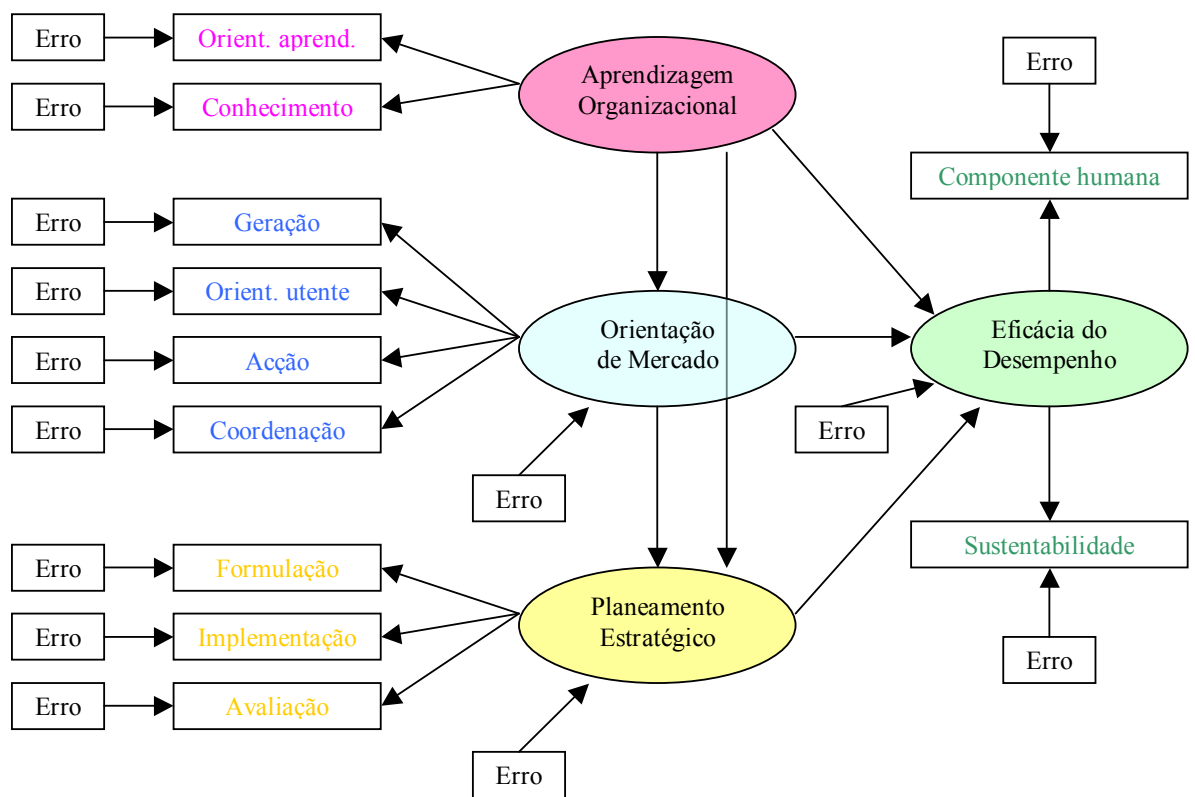 Erro
Orient. aprend.
Erro
Conhecimento
Aprendizagem
Organizacional
Erro
Componente humana
Erro
Geração
Erro
Orient. utente
Erro
Acção
Erro
Coordenação
Orientação
de Mercado
Erro
Eficácia do
Desempenho
Erro
Erro
Formulação
Erro
Implementação
Erro
Avaliação
Planeamento
Estratégico
Erro
Sustentabilidade
Erro